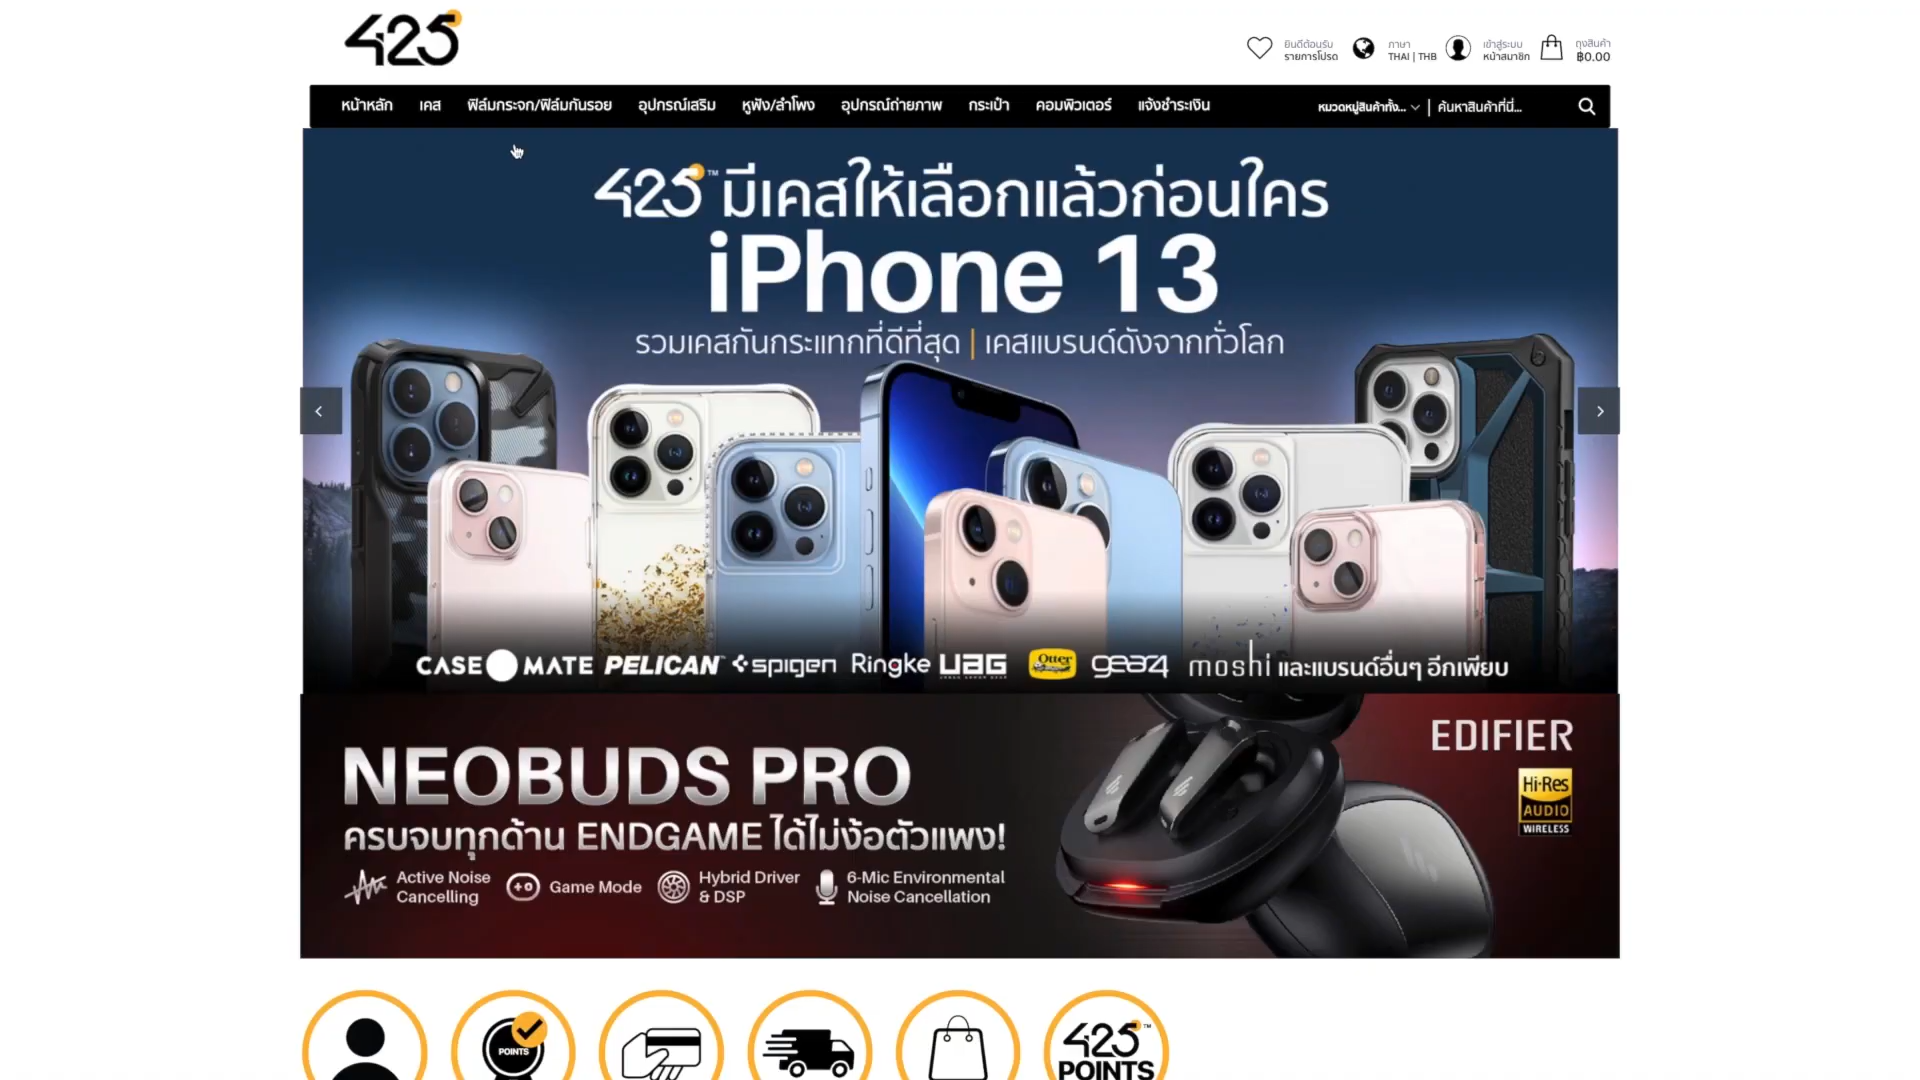 425
ยินดีต้อนรับ
รายการโปรด
ภาษา
THAI | THB
เข้าสู่ระบบ
หน้าสมาชิก
ถุงสินค้า
฿0.00
หน้าหลัก เคส ฟิล์มกระจก/ฟิล์มกันรอย อุปกรณ์เสริม หูฟัง/ลำโพง อุปกรณ์ถ่ายภาพ กระเป๋า คอมพิวเตอร์ แจ้งชำระเงิน หมวดหมู่สินค้าทั้ง... | ค้นหาสินค้าที่นี่...
425™ มีเคสให้เลือกแล้วก่อนใคร
iPhone 13
รวมเคสกันกระแทกที่ดีที่สุด | เคสแบรนด์ดังจากทั่วโลก
CASE MATE PELICAN™ spigen Ringke UAG Otter gear4 moshi และแบรนด์อื่นๆ อีกเพียบ
EDIFIER
NEOBUDS PRO
Hi-Res
AUDIO
WIRELESS
ครบจบทุกด้าน ENDGAME ได้ไม่ง้อตัวแพง!
Active Noise
Cancelling
Game Mode
Hybrid Driver
& DSP
6-Mic Environmental
Noise Cancellation
POINTS
425™
POINTS